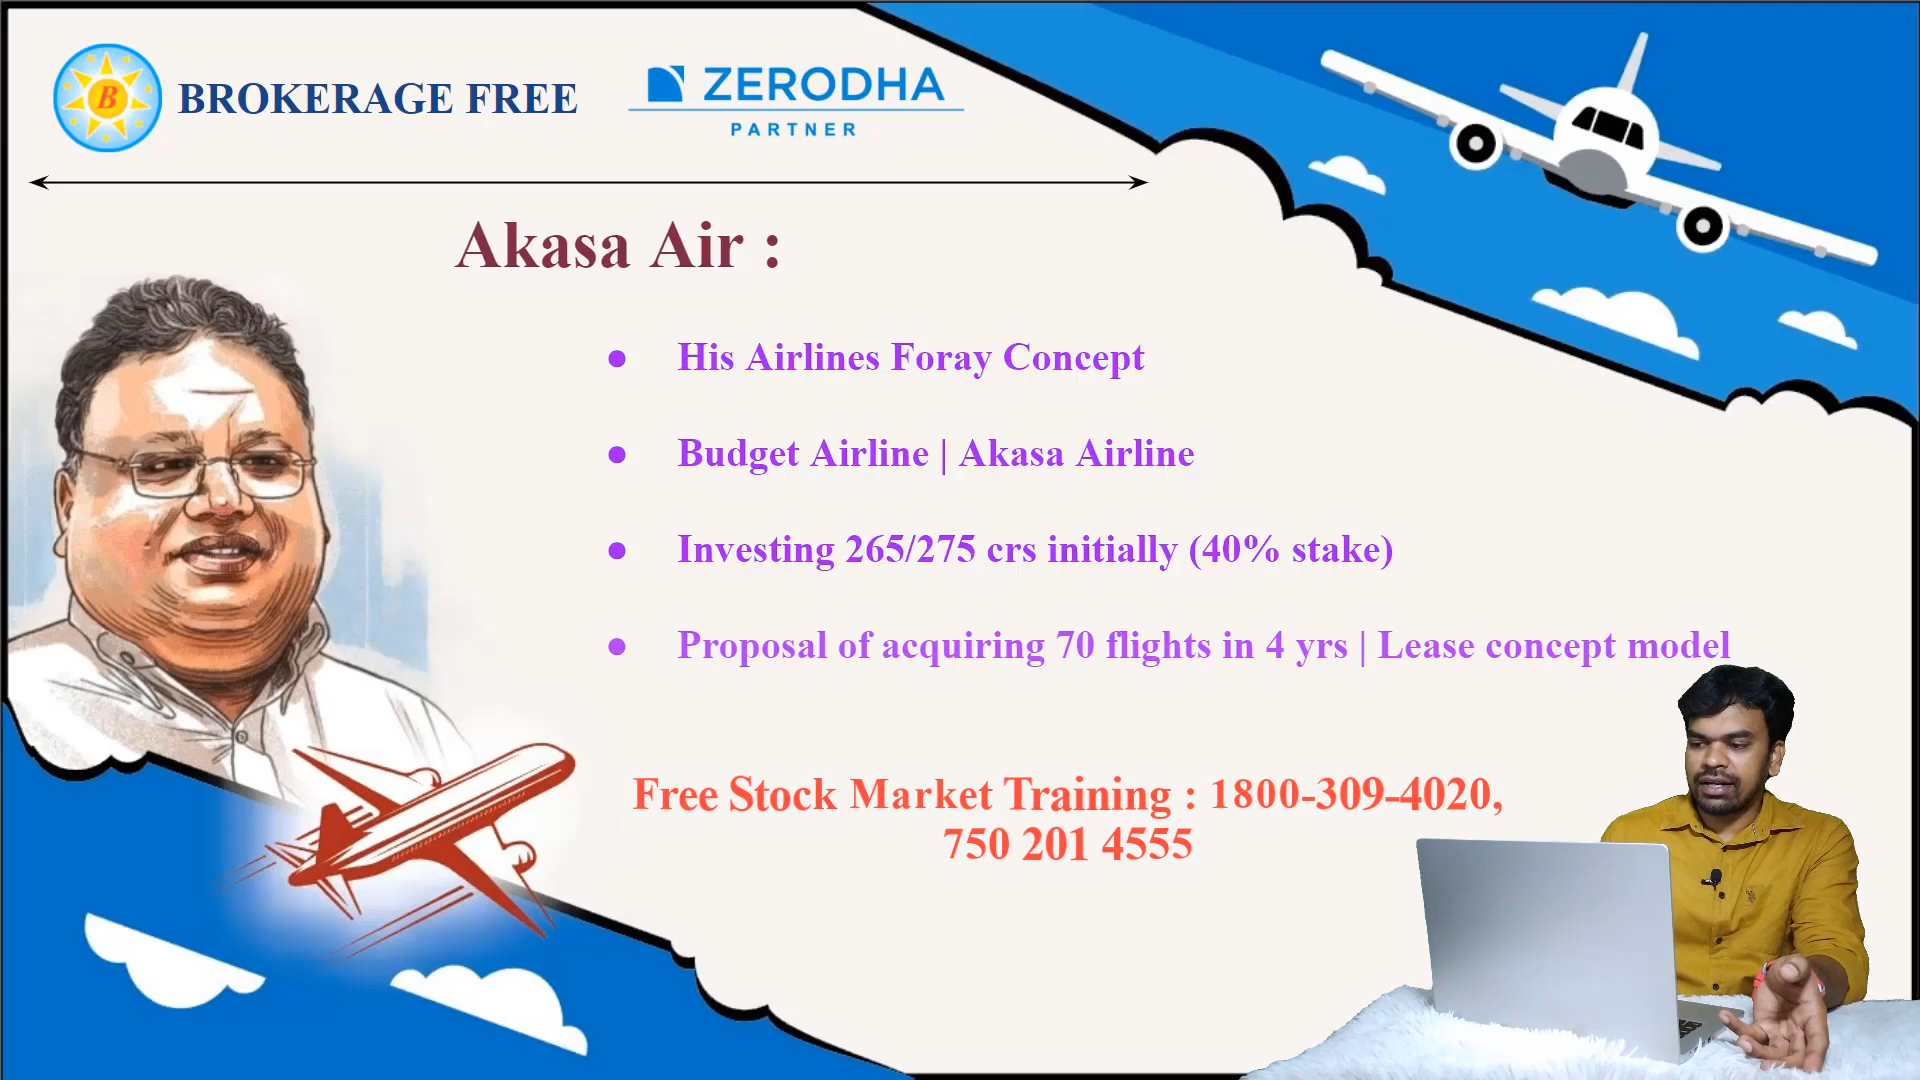 B
BROKERAGE FREE
ZERODHA
PARTNER
Akasa Air :
● His Airlines Foray Concept
● Budget Airline | Akasa Airline
● Investing 265/275 crs initially (40% stake)
● Proposal of acquiring 70 flights in 4 yrs | Lease concept model
Free Stock Market Training : 1800-309-4020,
750 201 4555